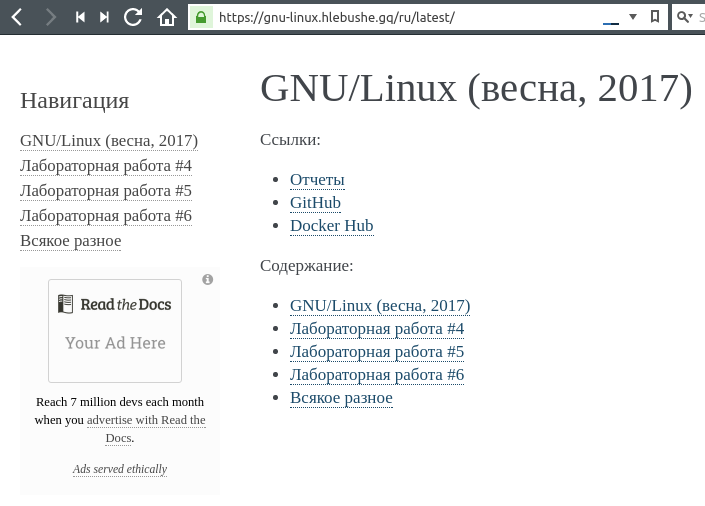 https://gnu-linux.hlebushe.gq/ru/latest/
S
Навигация
GNU/Linux (весна, 2017)
Лабораторная работа #4
Лабораторная работа #5
Лабораторная работа #6
Всякое разное
Read the Docs
Your Ad Here
Reach 7 million devs each month
when you advertise with Read the
Docs.
Ads served ethically
GNU/Linux (весна, 2017)
Ссылки:
Отчеты
GitHub
Docker Hub
Содержание:
GNU/Linux (весна, 2017)
Лабораторная работа #4
Лабораторная работа #5
Лабораторная работа #6
Всякое разное